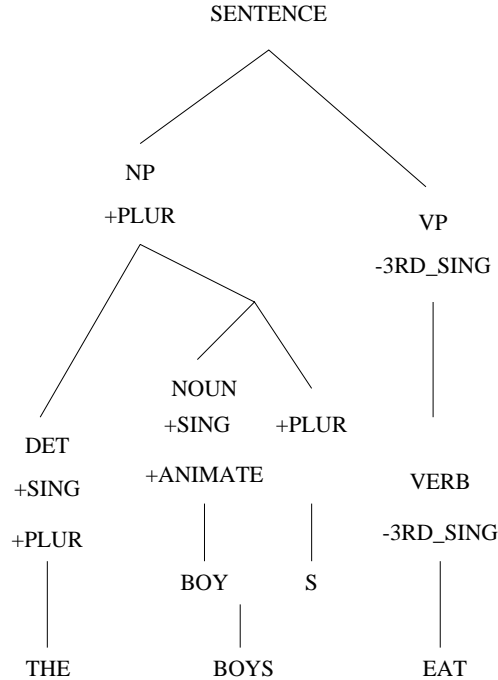 SENTENCE
NP
+PLUR
VP
-3RD_SING
NOUN
+SING
+PLUR
+ANIMATE
DET
+SING
+PLUR
VERB
-3RD_SING
BOY
S
THE
BOYS
EAT